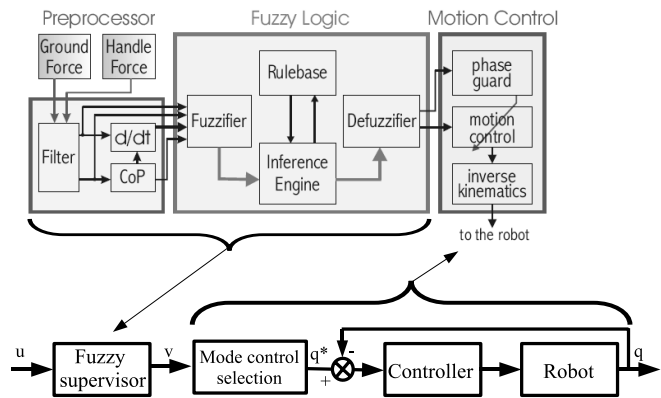 Preprocessor
Fuzzy Logic
Motion Control
Ground
Force
Handle
Force
Filter
d/dt
CoP
Fuzzifier
Rulebase
Inference
Engine
Defuzzifier
phase
guard
motion
control
inverse
kinematics
to the robot
u
Fuzzy
supervisor
v
Mode control
selection
q*
+
-
Controller
Robot
q